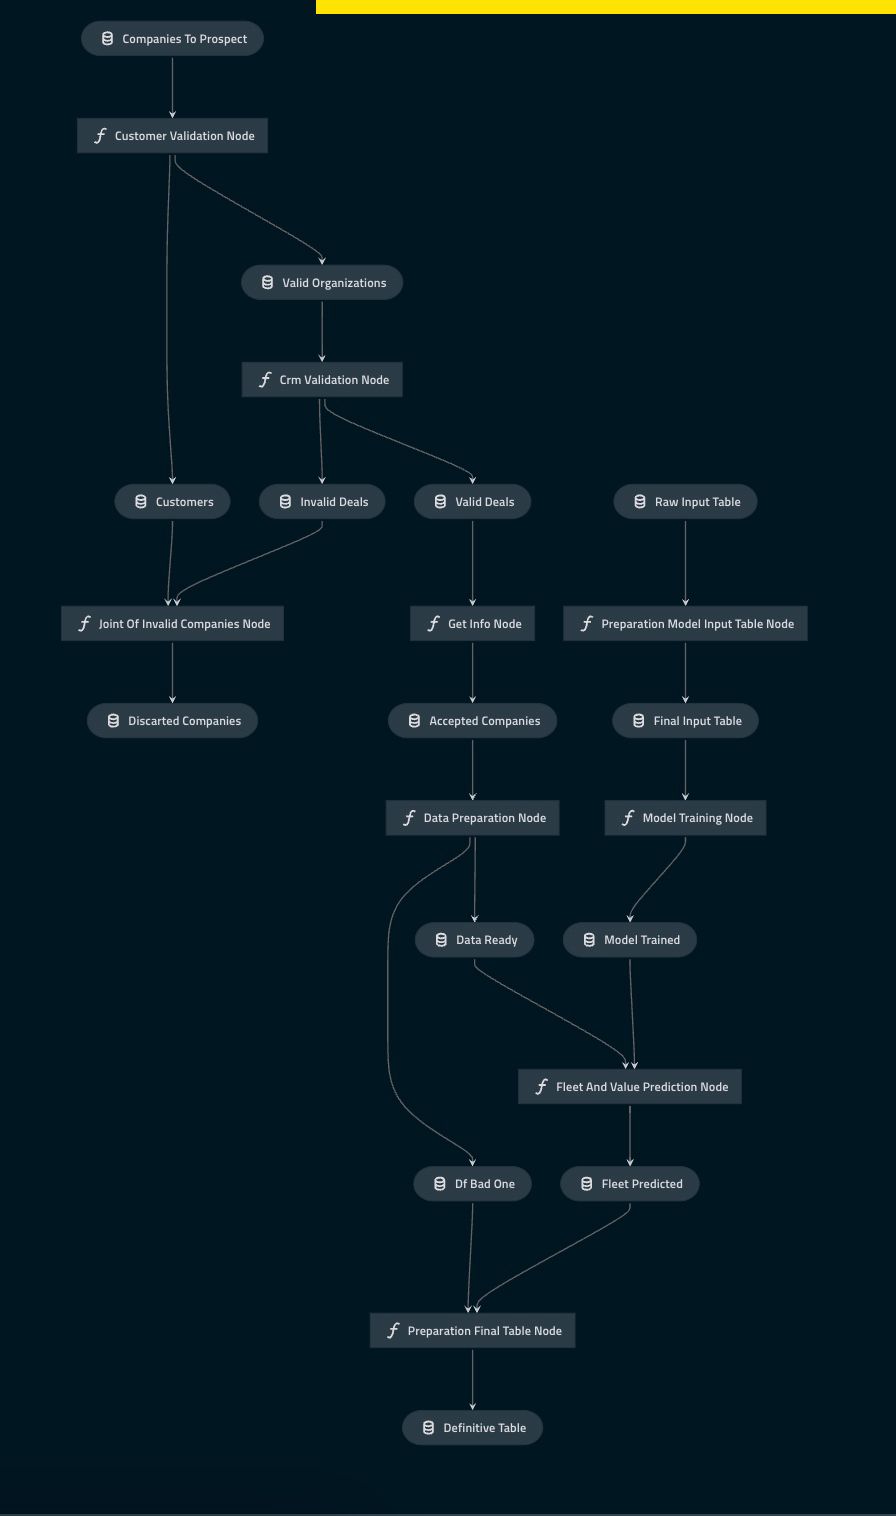 Companies To Prospect
Customer Validation Node
Valid Organizations
Crm Validation Node
Customers
Invalid Deals
Valid Deals
Raw Input Table
Joint Of Invalid Companies Node
Get Info Node
Preparation Model Input Table Node
Discarted Companies
Accepted Companies
Final Input Table
Data Preparation Node
Model Training Node
Data Ready
Model Trained
Fleet And Value Prediction Node
Df Bad One
Fleet Predicted
Preparation Final Table Node
Definitive Table